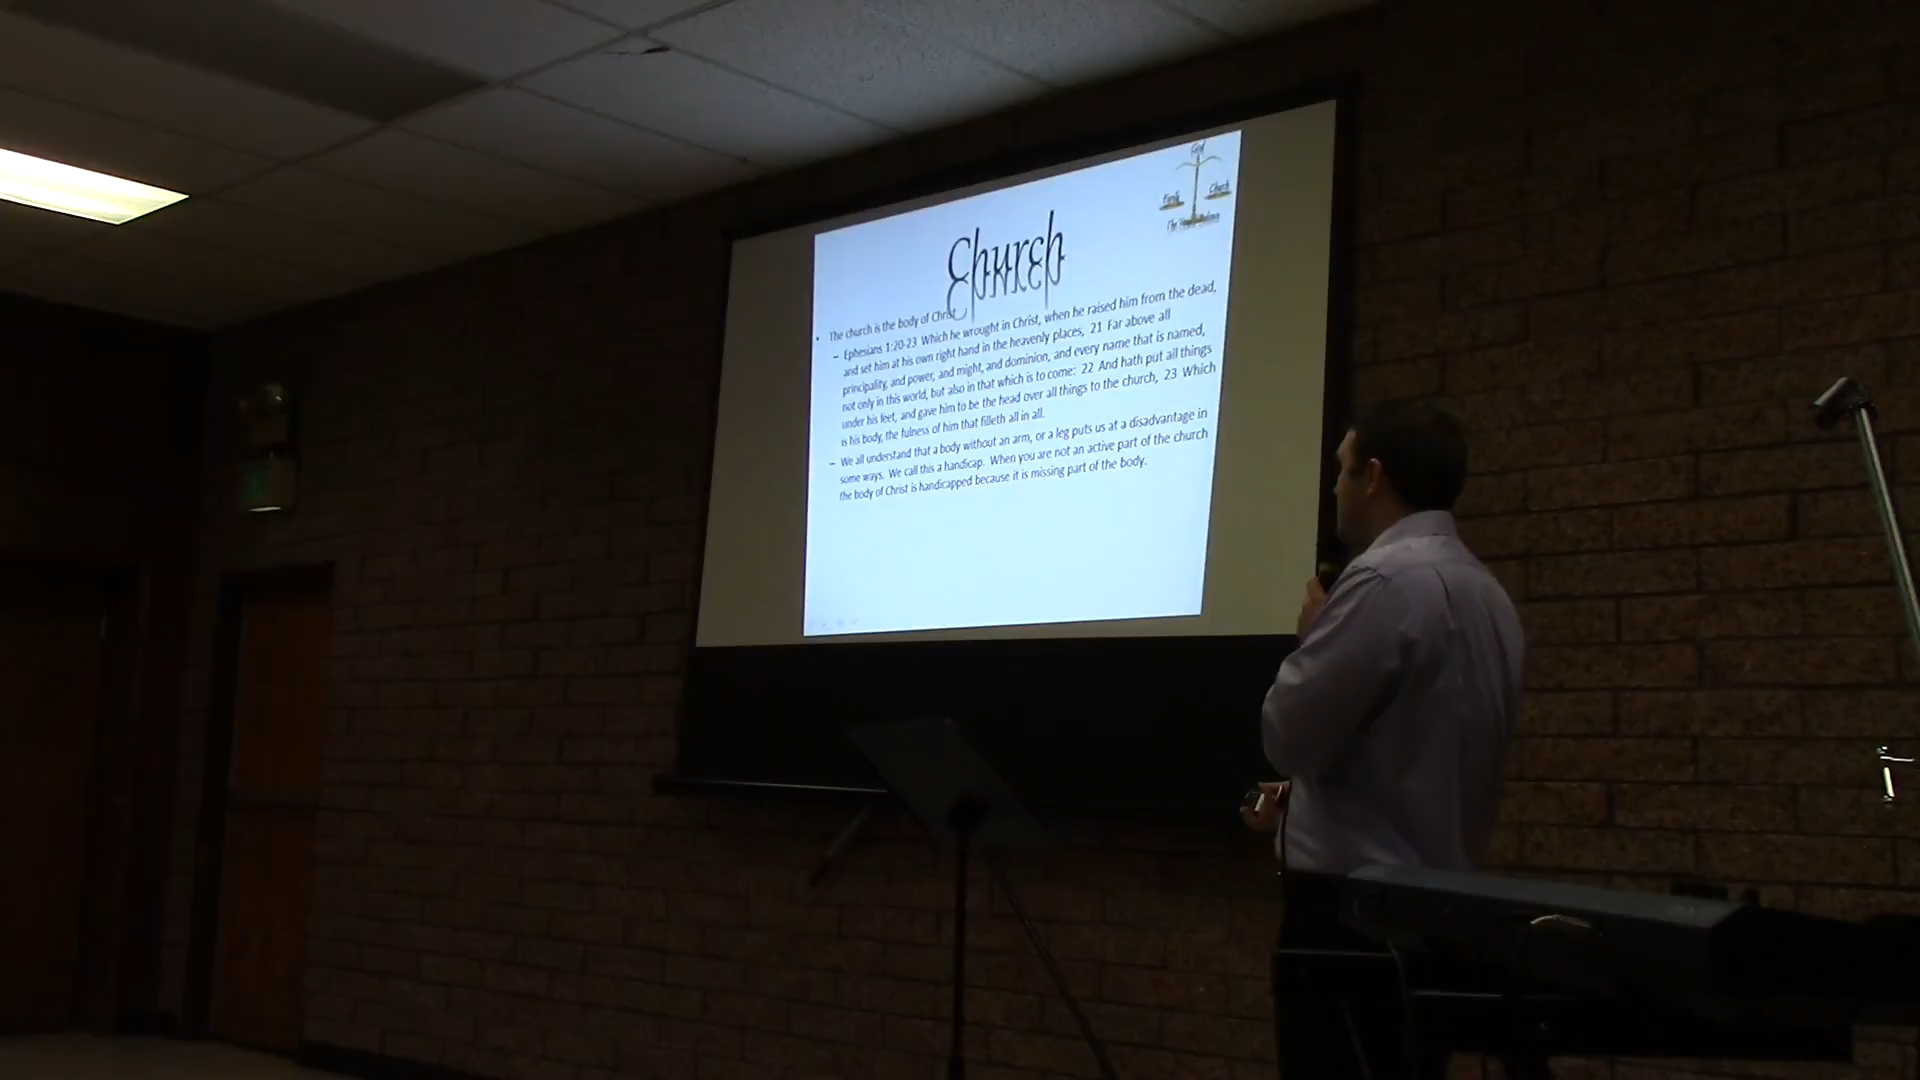 God
Family
Church
The
Balance
Church
• The church is the body of Christ
– Ephesians 1:20-23 Which he wrought in Christ, when he raised him from the dead,
and set him at his own right hand in the heavenly places, 21 Far above all
principality, and power, and might, and dominion, and every name that is named,
not only in this world, but also in that which is to come: 22 And hath put all things
under his feet, and gave him to be the head over all things to the church, 23 Which
is his body, the fulness of him that filleth all in all.
– We all understand that a body without an arm, or a leg puts us at a disadvantage in
some ways. We call this a handicap. When you are not an active part of the church
the body of Christ is handicapped because it is missing part of the body.